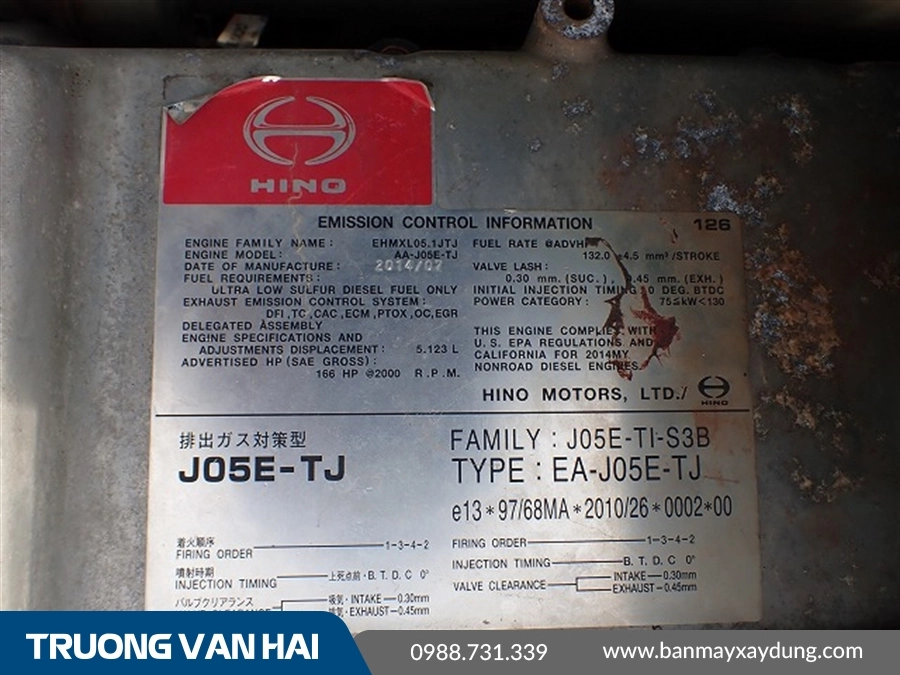 HINO
EMISSION CONTROL INFORMATION 126
ENGINE FAMILY NAME : EHMXL05.1JTJ
ENGINE MODEL: AA-J05E-TJ
DATE OF MANUFACTURE: 2014/07
FUEL REQUIREMENTS:
ULTRA LOW SULFUR DIESEL FUEL ONLY
EXHAUST EMISSION CONTROL SYSTEM :
DFI ,TC ,CAC ,ECM ,PTOX ,OC,EGR
DELEGATED ASSEMBLY
ENGINE SPECIFICATIONS AND
ADJUSTMENTS DISPLACEMENT : 5.123 L
ADVERTISED HP (SAE GROSS) :
166 HP @2000 R.P.M.
FUEL RATE @ADVHP
132.0 ±4.5 mm³/STROKE
VALVE LASH :
0.30 mm. (SUC.) , 0.45 mm. (EXH.)
INITIAL INJECTION TIMING: 0 DEG. BTDC
POWER CATEGORY : 75≤kW<130
THIS ENGINE COMPLIES WITH
U.S. EPA REGULATIONS AND
CALIFORNIA FOR 2014MY
NONROAD DIESEL ENGINES.
HINO MOTORS, LTD./ HINO
排出ガス対策型
J05E-TJ
FAMILY : J05E-TI-S3B
TYPE : EA-J05E-TJ
e13*97/68MA*2010/26*0002*00
着火順序
FIRING ORDER 1-3-4-2
噴射時期
INJECTION TIMING 上死点前・B. T. D. C 0°
バルブクリアランス
吸気・INTAKE 0.30mm
排気・EXHAUST 0.45mm
FIRING ORDER 1-3-4-2
INJECTION TIMING B. T. D. C 0°
VALVE CLEARANCE INTAKE 0.30mm
EXHAUST 0.45mm
TRUONG VAN HAI 0988.731.339 www.banmayxaydung.com